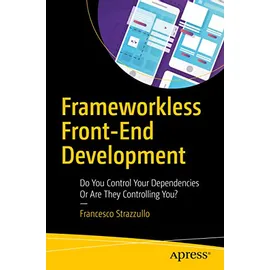 Frameworkless
Front-End
Development
Do You Control Your Dependencies
Or Are They Controlling You?
—
Francesco Strazzullo
Apress®